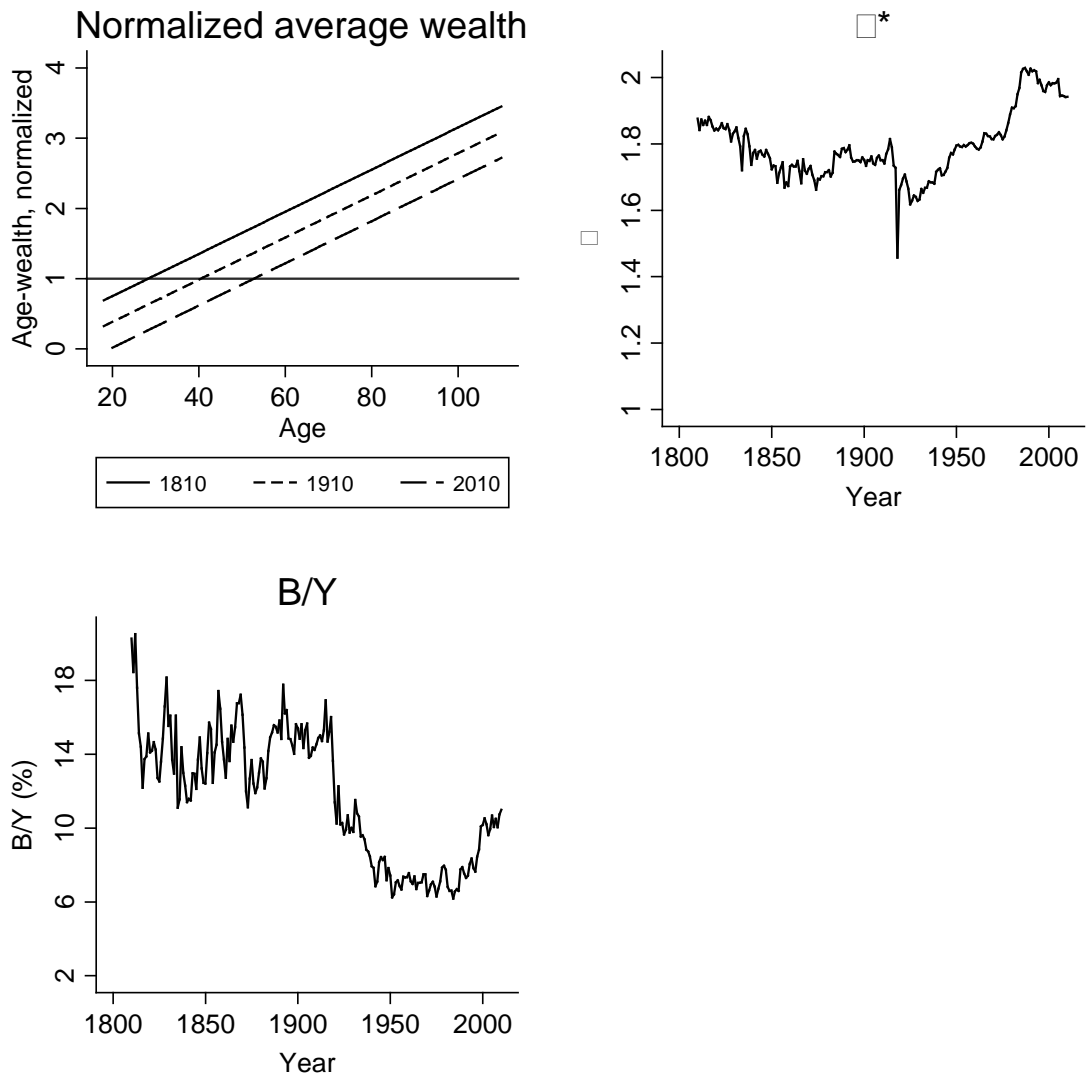 Normalized average wealth
Age-wealth, normalized
4
3
2
1
0
20 40 60 80 100
Age
1810 1910 2010
□*
□
2
1.8
1.6
1.4
1.2
1
1800 1850 1900 1950 2000
Year
B/Y
B/Y (%)
18
14
10
6
2
1800 1850 1900 1950 2000
Year